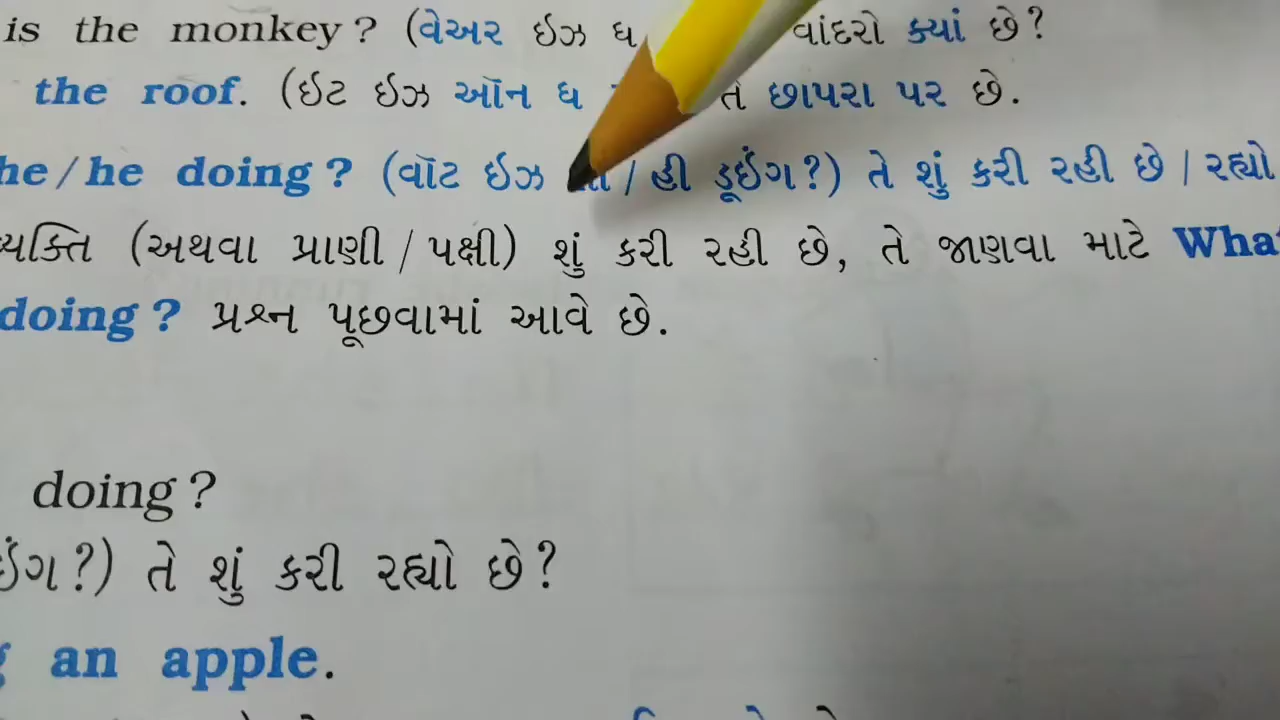 is the monkey? (વેઅર ઇઝ ધ વાંદરો ક્યાં છે?
the roof. (ઇટ ઇઝ ઑન ધ તે છાપરા પર છે.
he/he doing? (વૉટ ઇઝ / હી ડૂઇંગ?) તે શું કરી રહી છે / રહ્યો
વ્યક્તિ (અથવા પ્રાણી / પક્ષી) શું કરી રહી છે, તે જાણવા માટે What
doing? પ્રશ્ન પૂછવામાં આવે છે.
doing?
ઇંગ?) તે શું કરી રહ્યો છે?
an apple.